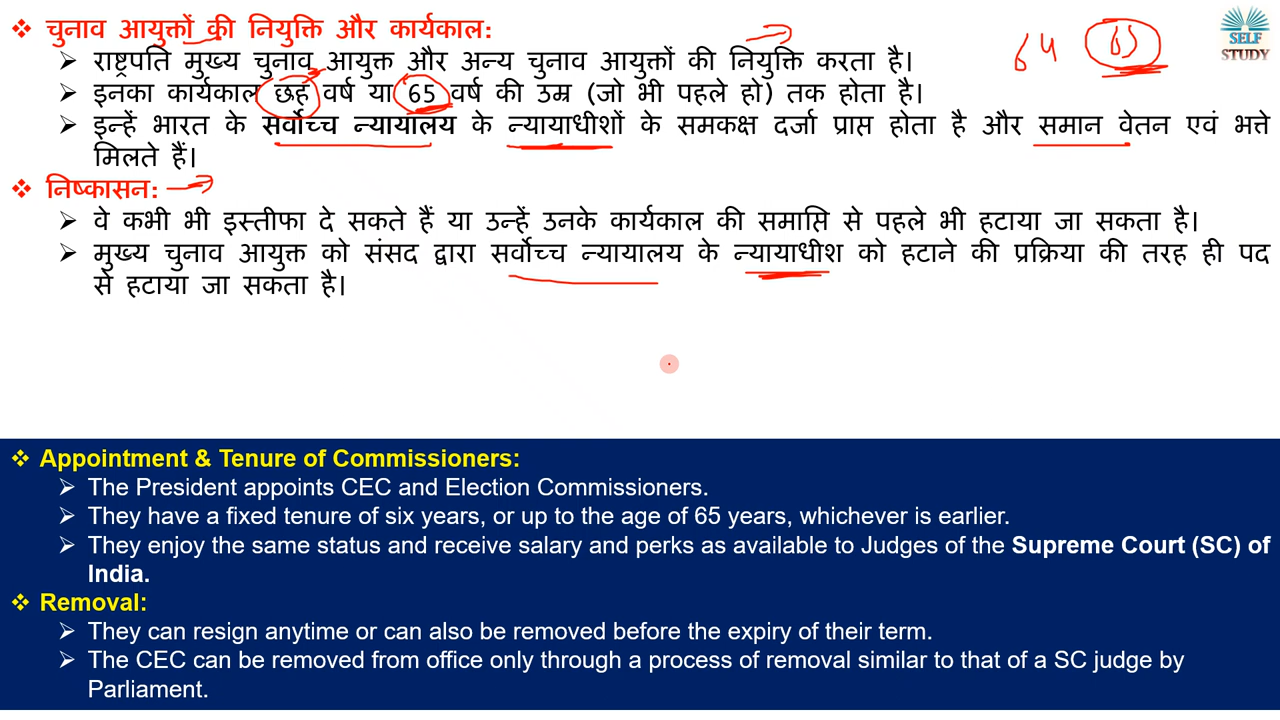 ❖ चुनाव आयुक्तों की नियुक्ति और कार्यकाल:
➢ राष्ट्रपति मुख्य चुनाव आयुक्त और अन्य चुनाव आयुक्तों की नियुक्ति करता है।
64 65
SELF
STUDY
➢ इनका कार्यकाल छह वर्ष या 65 वर्ष की उम्र (जो भी पहले हो) तक होता है।
➢ इन्हें भारत के सर्वोच्च न्यायालय के न्यायाधीशों के समकक्ष दर्जा प्राप्त होता है और समान वेतन एवं भत्ते
मिलते हैं।
❖ निष्कासन:
➢ वे कभी भी इस्तीफा दे सकते हैं या उन्हें उनके कार्यकाल की समाप्ति से पहले भी हटाया जा सकता है।
➢ मुख्य चुनाव आयुक्त को संसद द्वारा सर्वोच्च न्यायालय के न्यायाधीश को हटाने की प्रक्रिया की तरह ही पद
से हटाया जा सकता है।
❖ Appointment & Tenure of Commissioners:
➢ The President appoints CEC and Election Commissioners.
➢ They have a fixed tenure of six years, or up to the age of 65 years, whichever is earlier.
➢ They enjoy the same status and receive salary and perks as available to Judges of the Supreme Court (SC) of
India.
❖ Removal:
➢ They can resign anytime or can also be removed before the expiry of their term.
➢ The CEC can be removed from office only through a process of removal similar to that of a SC judge by
Parliament.